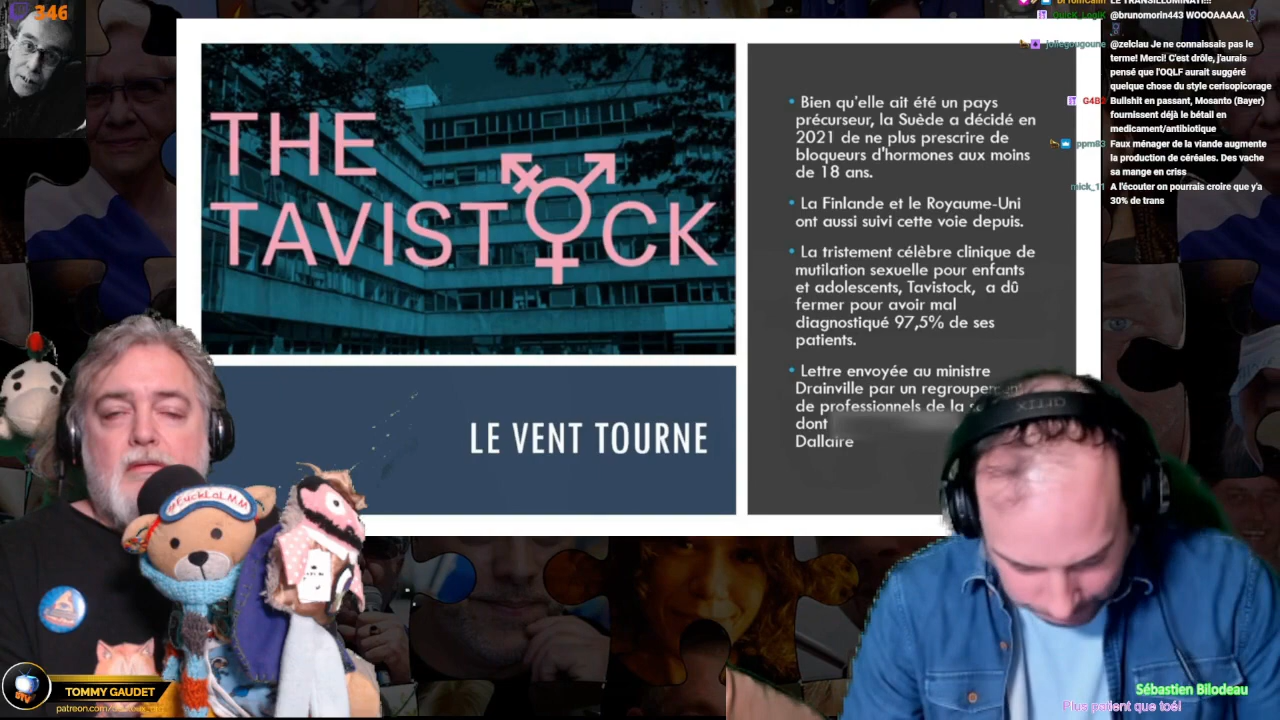 346
THE
TAVISTOCK
LE VENT TOURNE
• Bien qu'elle ait été un pays
précurseur, la Suède a décidé en
2021 de ne plus prescrire de
bloqueurs d'hormones aux moins
de 18 ans.
• La Finlande et le Royaume-Uni
ont aussi suivi cette voie depuis.
• La tristement célèbre clinique de
mutilation sexuelle pour enfants
et adolescents, Tavistock, a dû
fermer pour avoir mal
diagnostiqué 97,5% de ses
patients.
• Lettre envoyée au ministre
Drainville par un
de professionnels de la
dont
Dallaire
LE TRANSILLUMINATI!!!
@brunomorin443 WOOOAAAAA
juliegougoune @zelclau Je ne connaissais pas le
terme! Merci! C'est drôle, j'aurais
pensé que l'OQLF aurait suggéré
quelque chose du style cerisopicorage
Bullshit en passant, Mosanto (Bayer)
fournissent déjà le bétail en
medicament/antibiotique
Faux ménager de la viande augmente
la production de céréales. Des vache
sa mange en criss
A l'écouter on pourrais croire que y'a
30% de trans
TOMMY GAUDET
Sébastien Bilodeau
Plus patient que toé!